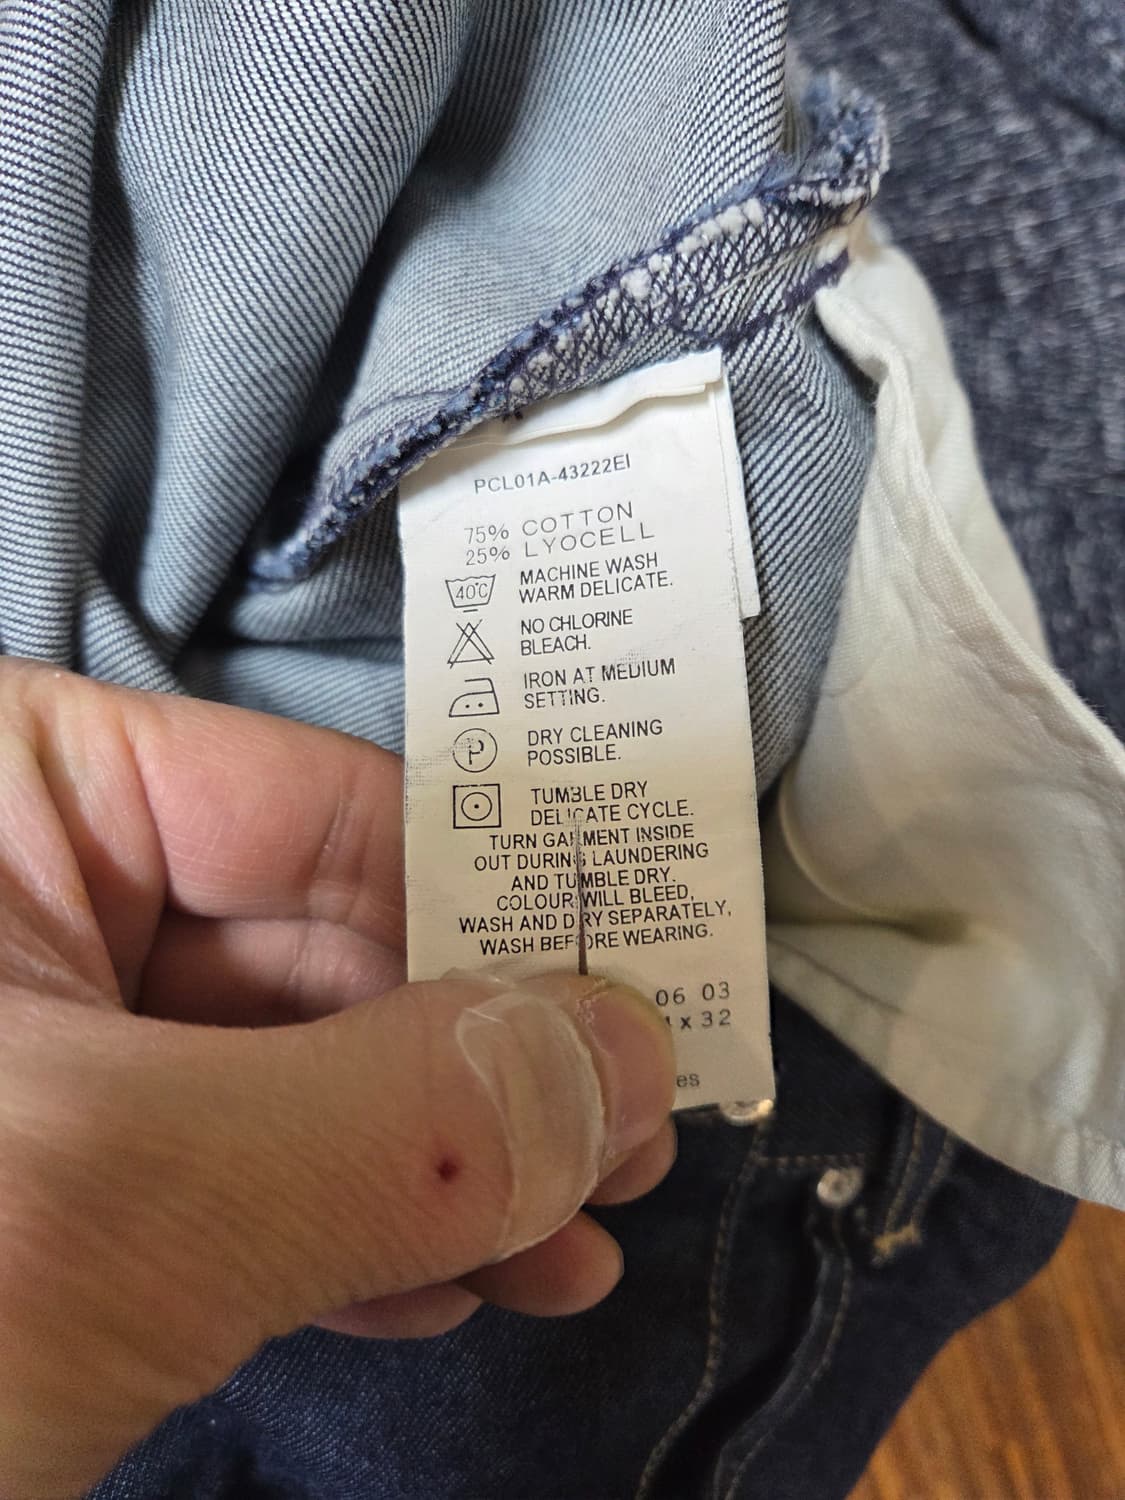 PCL01A-43222EI
75% COTTON
25% LYOCELL
40°C
MACHINE WASH
WARM DELICATE.
NO CHLORINE
BLEACH.
IRON AT MEDIUM
SETTING.
P
DRY CLEANING
POSSIBLE.
TUMBLE DRY
DELICATE CYCLE.
TURN GARMENT INSIDE
OUT DURING LAUNDERING
AND TUMBLE DRY.
COLOUR WILL BLEED,
WASH AND DRY SEPARATELY,
WASH BEFORE WEARING.
06 03
x 32